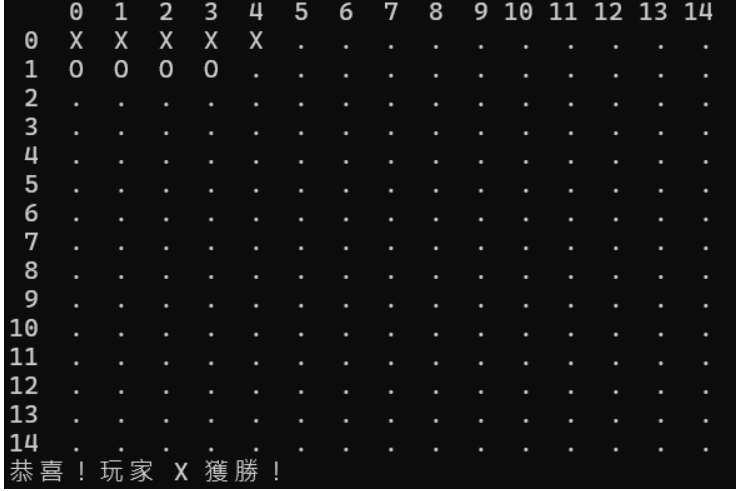 0 1 2 3 4 5 6 7 8 9 10 11 12 13 14
0 X X X X X . . . . . . . . . .
1 O O O O . . . . . . . . . . .
2 . . . . . . . . . . . . . . .
3 . . . . . . . . . . . . . . .
4 . . . . . . . . . . . . . . .
5 . . . . . . . . . . . . . . .
6 . . . . . . . . . . . . . . .
7 . . . . . . . . . . . . . . .
8 . . . . . . . . . . . . . . .
9 . . . . . . . . . . . . . . .
10 . . . . . . . . . . . . . . .
11 . . . . . . . . . . . . . . .
12 . . . . . . . . . . . . . . .
13 . . . . . . . . . . . . . . .
14 . . . . . . . . . . . . . . .
恭喜！玩家 X 獲勝！